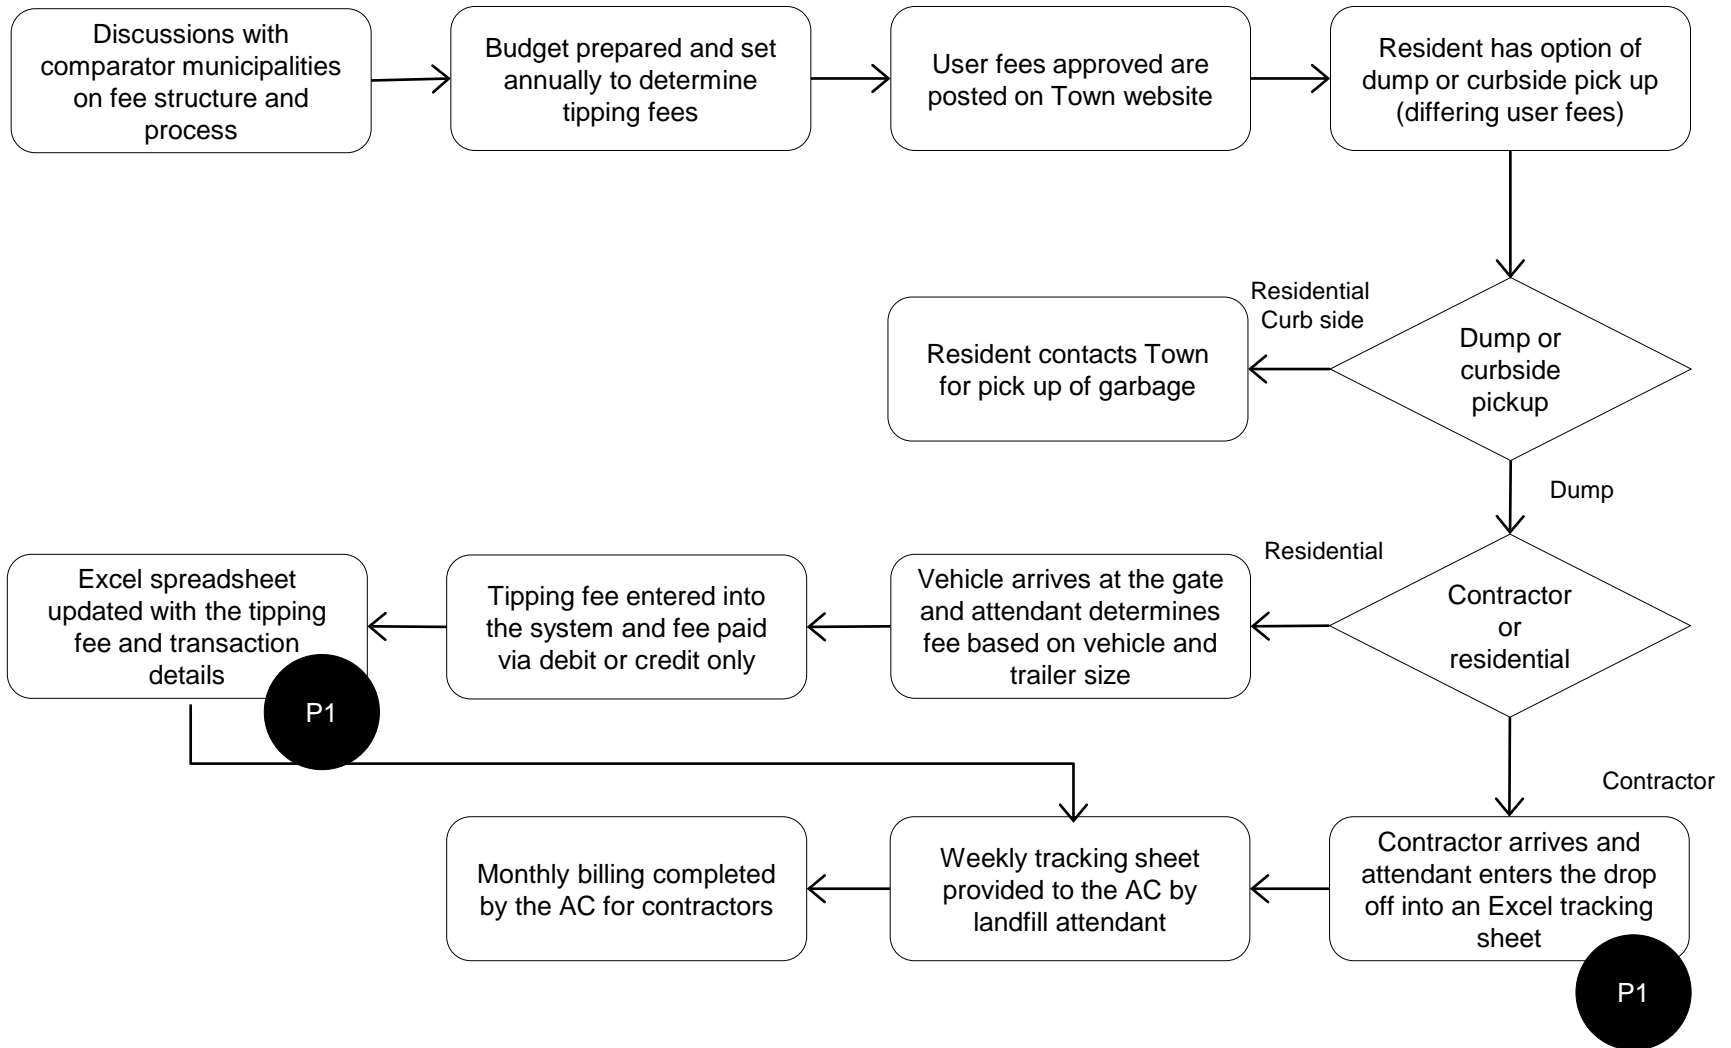 Discussions with
comparator municipalities
on fee structure and
process
Budget prepared and set
annually to determine
tipping fees
User fees approved are
posted on Town website
Resident has option of
dump or curbside pick up
(differing user fees)
Residential
Curb side
Resident contacts Town
for pick up of garbage
Dump or
curbside
pickup
Dump
Residential
Excel spreadsheet
updated with the tipping
fee and transaction
details
P1
Tipping fee entered into
the system and fee paid
via debit or credit only
Vehicle arrives at the gate
and attendant determines
fee based on vehicle and
trailer size
Contractor
or
residential
Contractor
Monthly billing completed
by the AC for contractors
Weekly tracking sheet
provided to the AC by
landfill attendant
Contractor arrives and
attendant enters the drop
off into an Excel tracking
sheet
P1